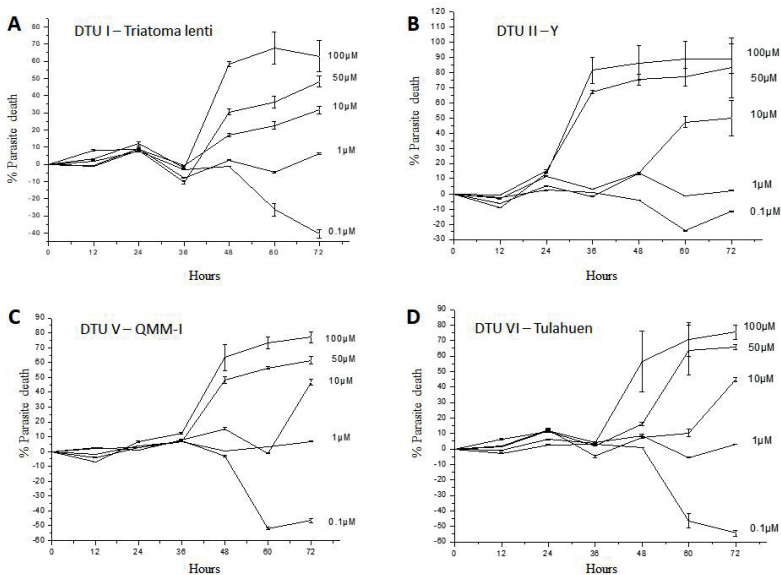 A
DTU I – Triatoma lenti
% Parasite death
80
70
60
50
40
30
20
10
0
-10
-20
-30
-40
100µM
50µM
10µM
1µM
0.1µM
0 12 24 36 48 60 72
Hours
B
DTU II – Y
% Parasite death
120
110
100
90
80
70
60
50
40
30
20
10
0
-10
-20
-30
100µM
50µM
10µM
1µM
0.1µM
0 12 24 36 48 60 72
Hours
C
DTU V – QMM-I
% Parasite death
90
80
70
60
50
40
30
20
10
0
-10
-20
-30
-40
-50
-60
100µM
50µM
10µM
1µM
0.1µM
0 12 24 36 48 60 72
Hours
D
DTU VI – Tulahuen
% Parasite death
90
80
70
60
50
40
30
20
10
0
-10
-20
-30
-40
-50
-60
100µM
50µM
10µM
1µM
0.1µM
0 12 24 36 48 60 72
Hours